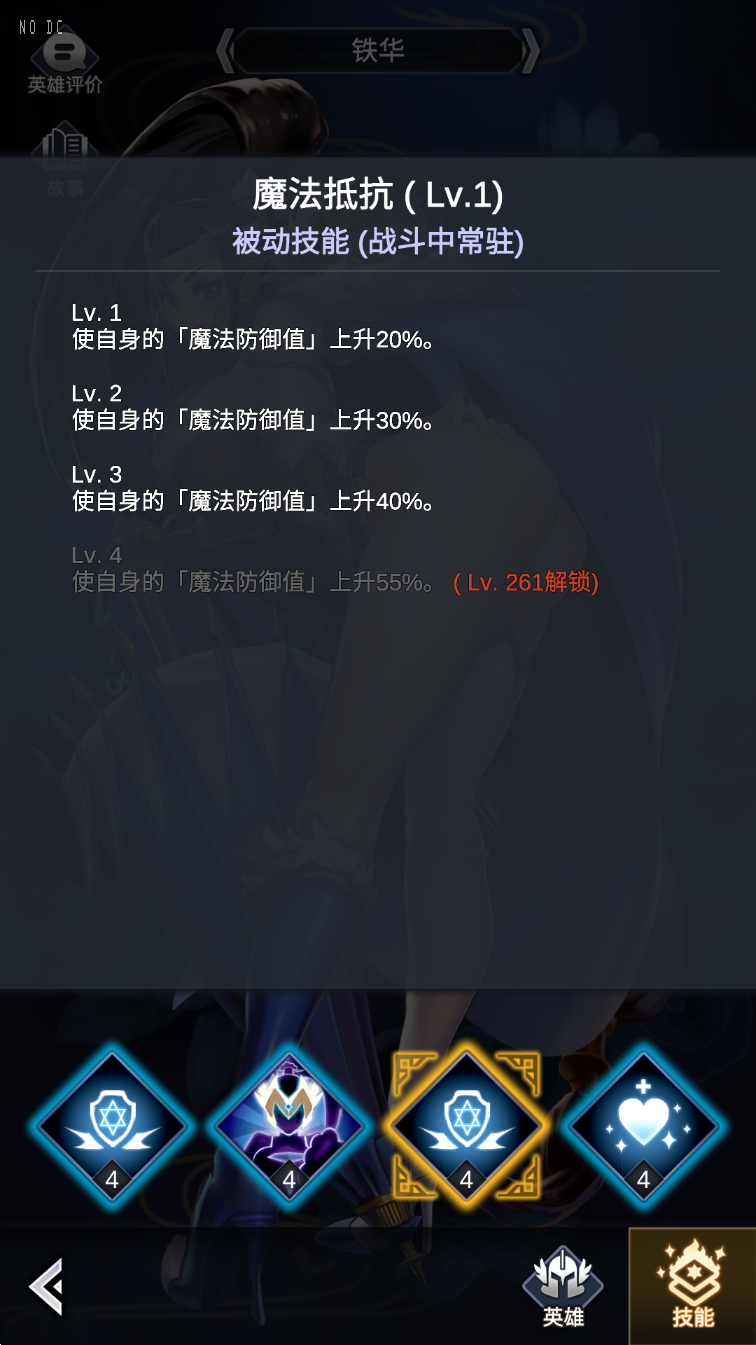 NO DC
铁华
英雄评价
故事
魔法抵抗 ( Lv.1)
被动技能 (战斗中常驻)
Lv. 1
使自身的「魔法防御值」上升20%。
Lv. 2
使自身的「魔法防御值」上升30%。
Lv. 3
使自身的「魔法防御值」上升40%。
Lv. 4
使自身的「魔法防御值」上升55%。 ( Lv. 261解锁)
4 4 4 4
英雄 技能